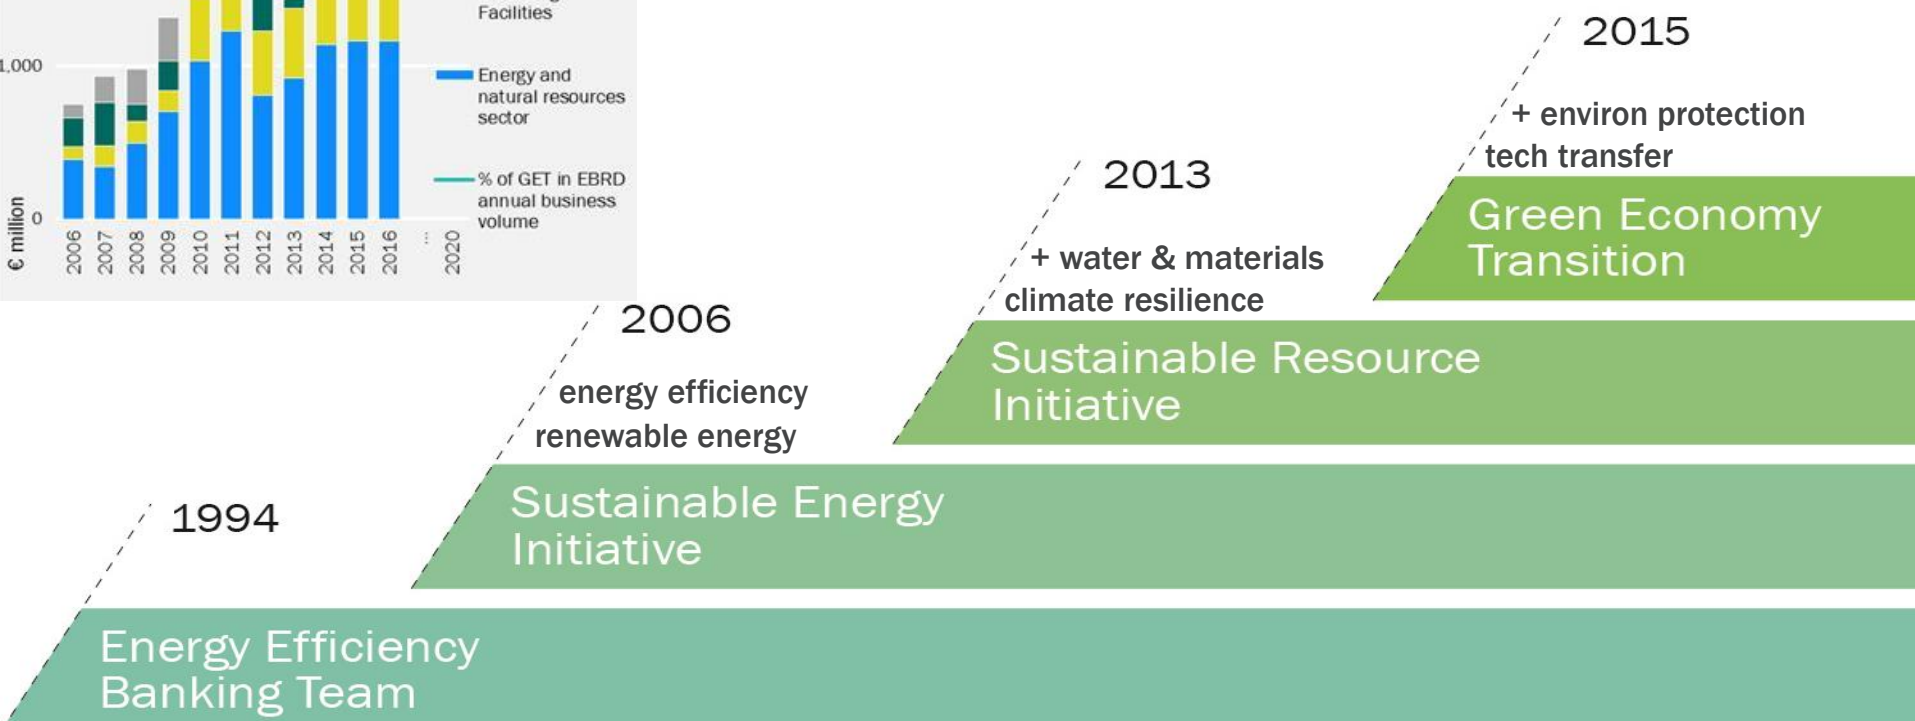 Facilities
1,000
Energy and
natural resources
sector
% of GET in EBRD
annual business
volume
€ million
0
2006
2007
2008
2009
2010
2011
2012
2013
2014
2015
2016
...
2020
2015
+ environ protection
tech transfer
Green Economy
Transition
2013
+ water & materials
climate resilience
Sustainable Resource
Initiative
2006
energy efficiency
renewable energy
Sustainable Energy
Initiative
1994
Energy Efficiency
Banking Team